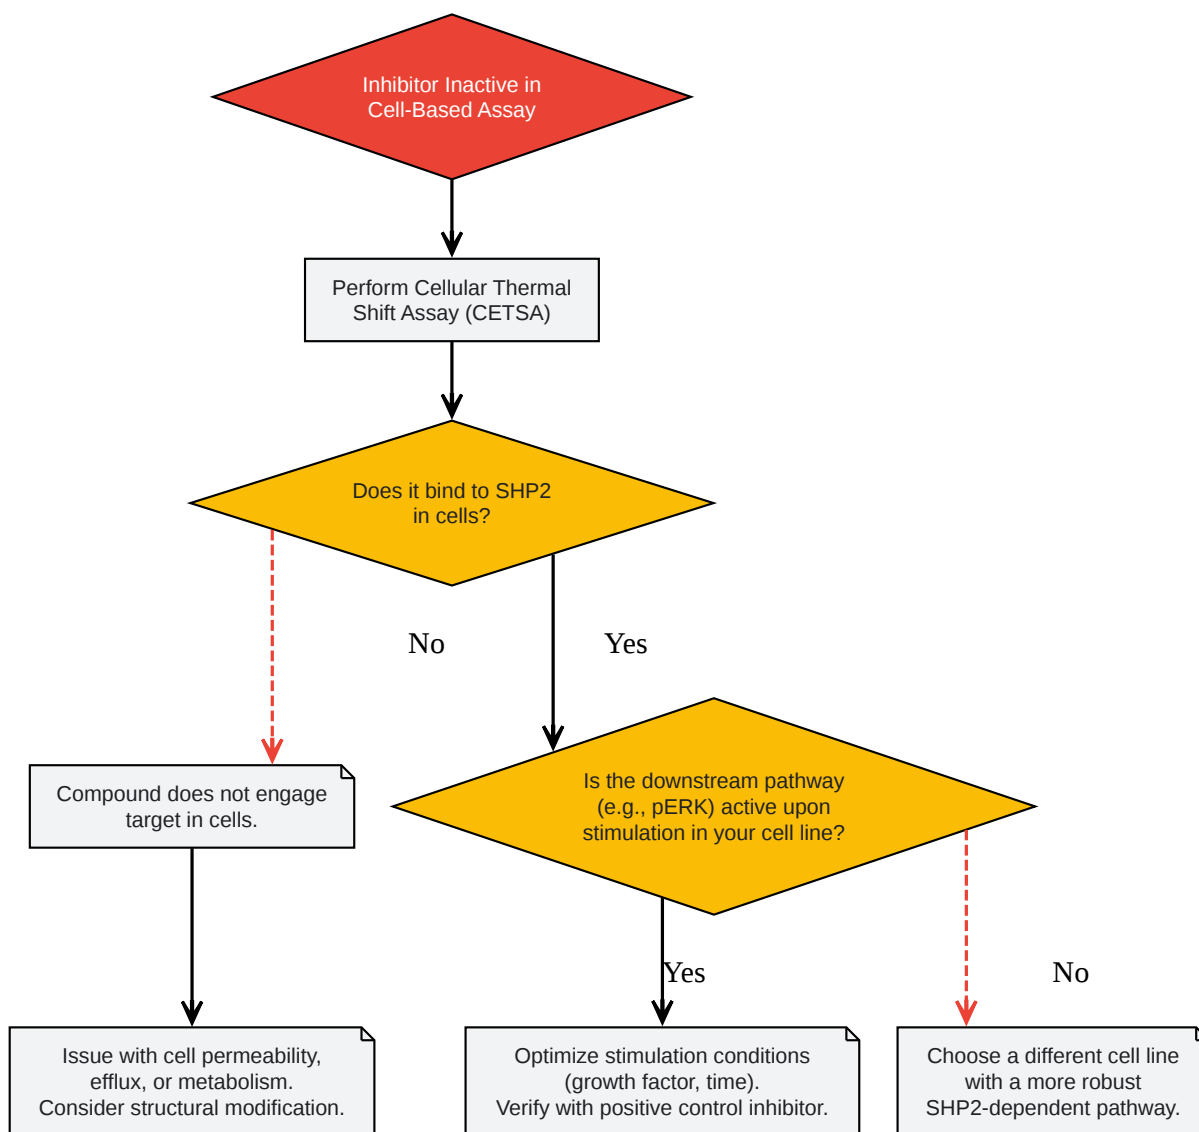 Inhibitor Inactive in
Cell-Based Assay
Perform Cellular Thermal
Shift Assay (CETSA)
Does it bind to SHP2
in cells?
No
Yes
Compound does not engage
target in cells.
Is the downstream pathway
(e.g., pERK) active upon
stimulation in your cell line?
Yes
No
Issue with cell permeability,
efflux, or metabolism.
Consider structural modification.
Optimize stimulation conditions
(growth factor, time).
Verify with positive control inhibitor.
Choose a different cell line
with a more robust
SHP2-dependent pathway.